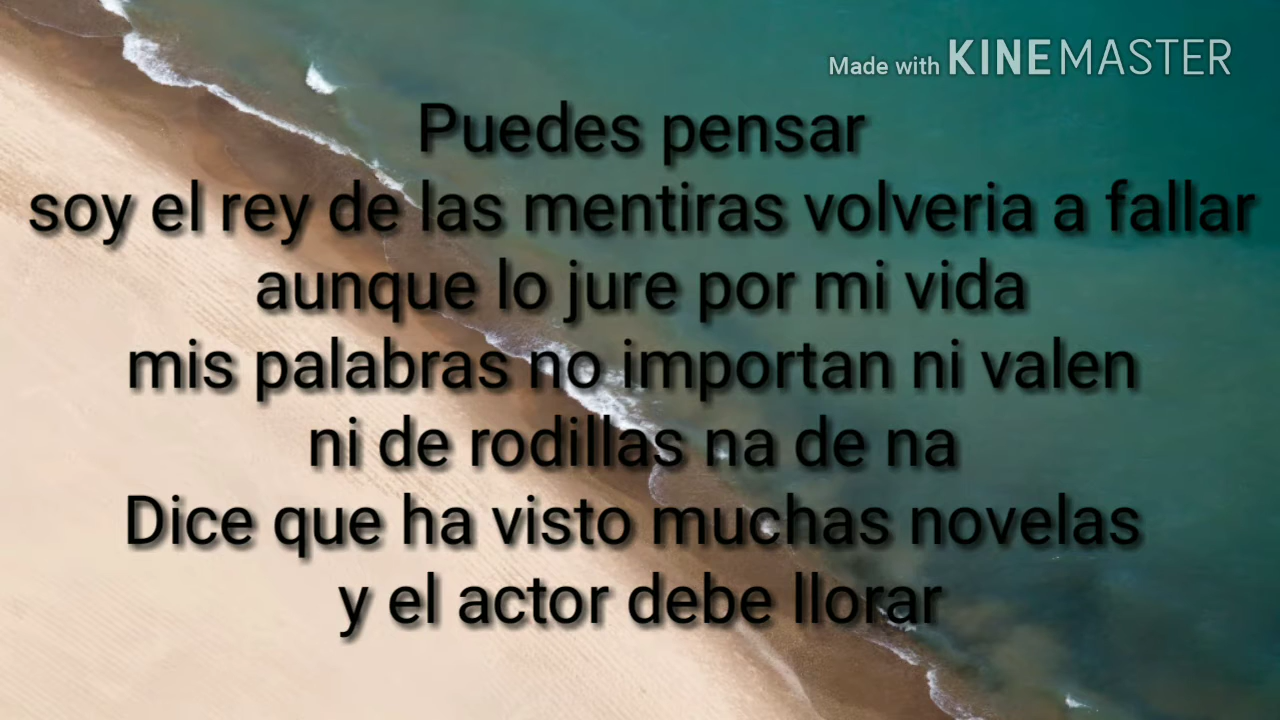 Made with KINEMASTER
Puedes pensar
soy el rey de las mentiras volveria a fallar
aunque lo jure por mi vida
mis palabras no importan ni valen
ni de rodillas na de na
Dice que ha visto muchas novelas
y el actor debe llorar